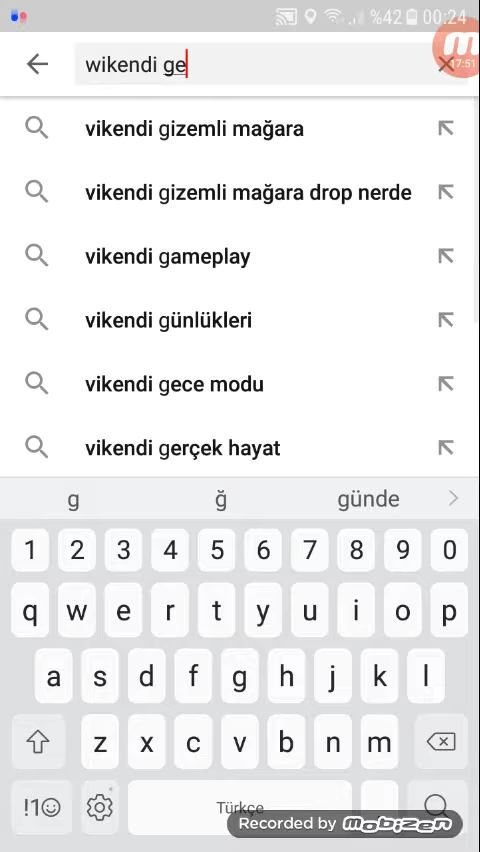 %42 00:24
wikendi ge
17:51
vikendi gizemli mağara
vikendi gizemli mağara drop nerde
vikendi gameplay
vikendi günlükleri
vikendi gece modu
vikendi gerçek hayat
g ğ günde
1 2 3 4 5 6 7 8 9 0
q w e r t y u i o p
a s d f g h j k l
z x c v b n m
!1☺ Türkçe
Recorded by mobizen